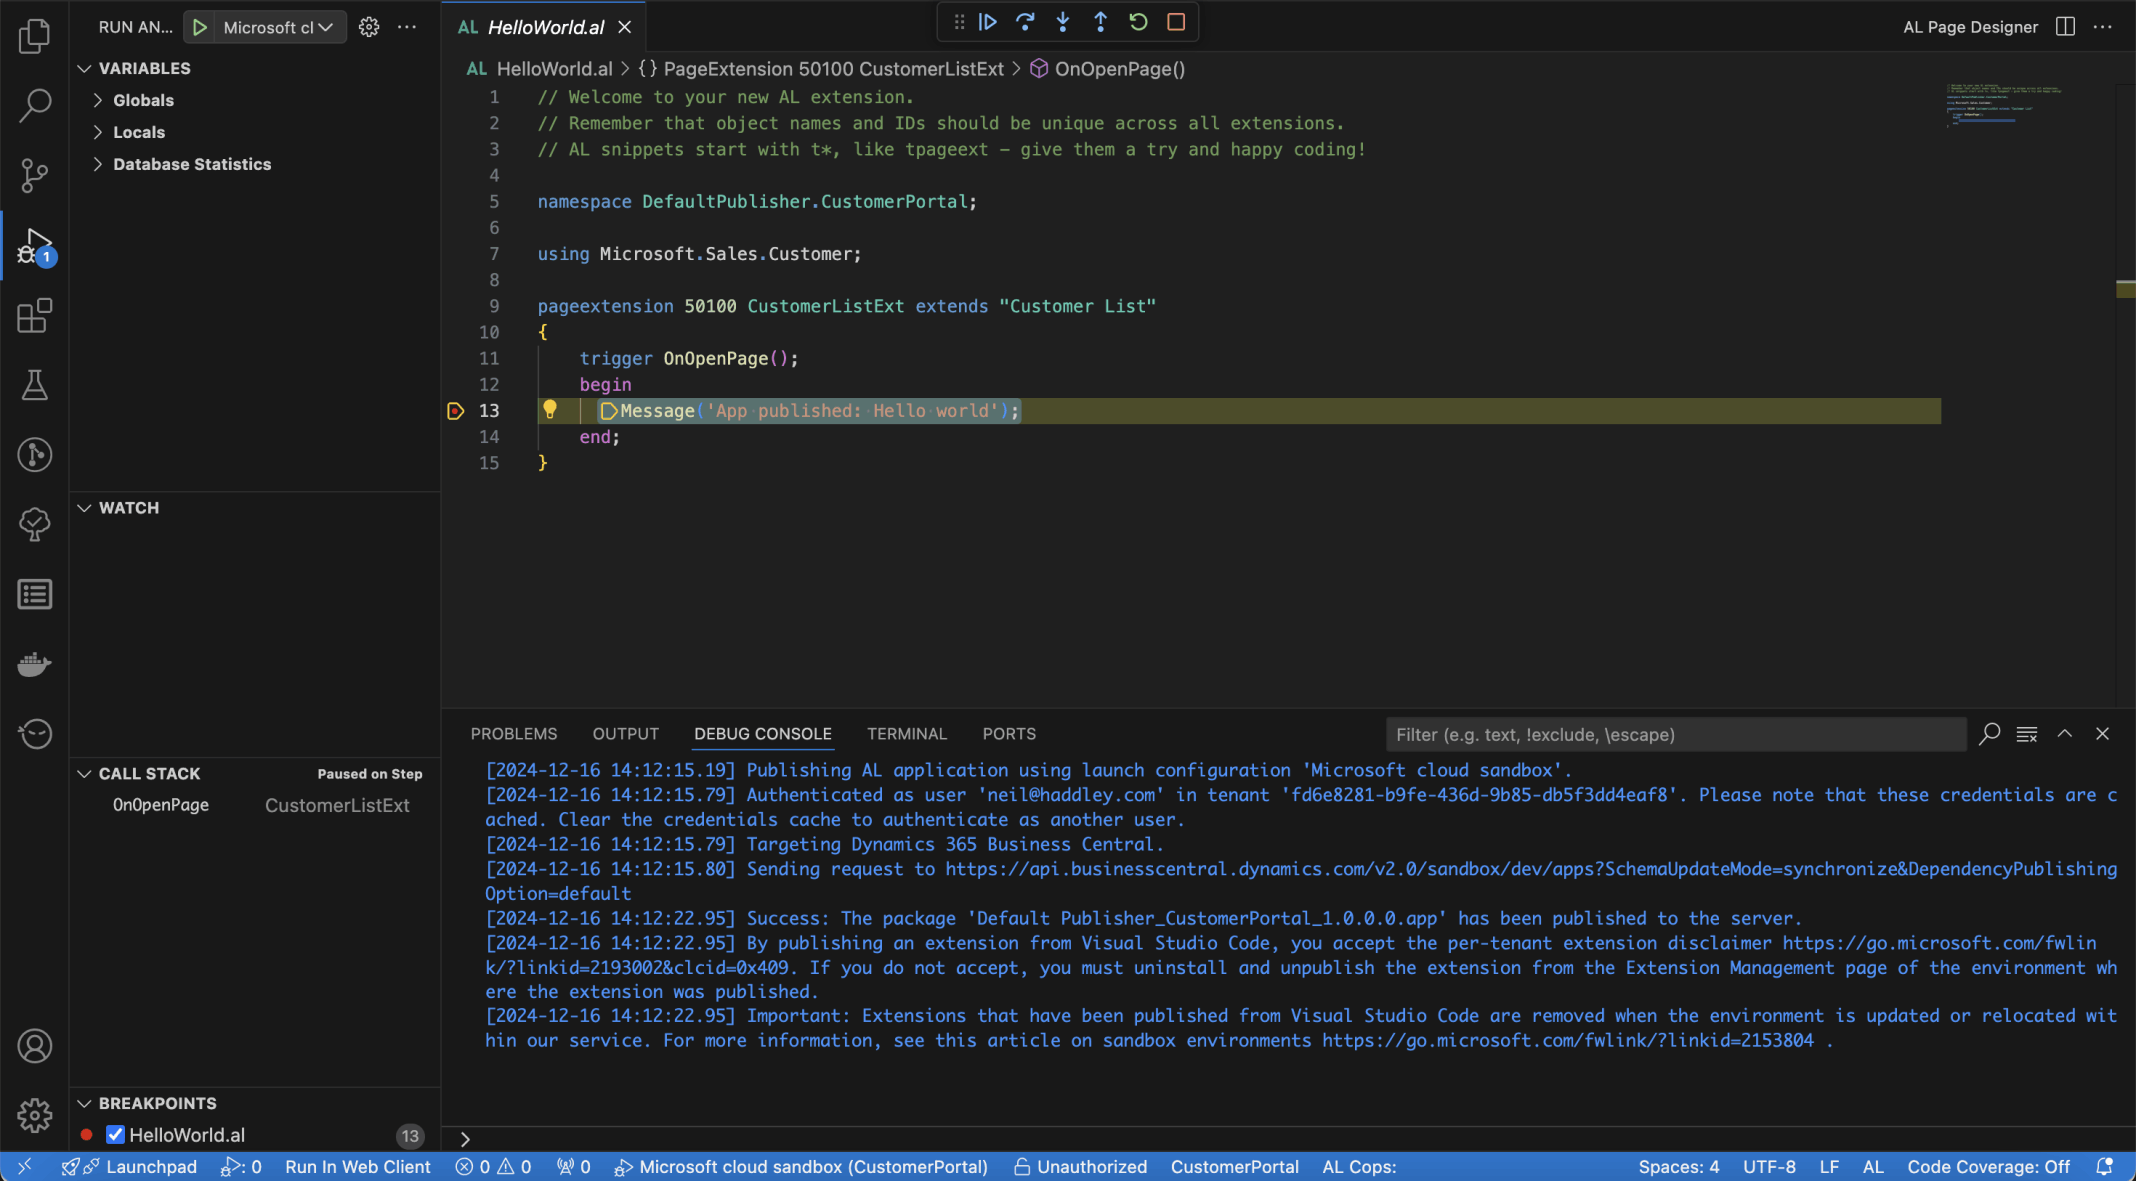 RUN AN...
Microsoft cl
VARIABLES
Globals
Locals
Database Statistics
WATCH
CALL STACK
Paused on Step
OnOpenPage
CustomerListExt
BREAKPOINTS
HelloWorld.al
13
1
AL HelloWorld.al
AL Page Designer
AL HelloWorld.al > {} PageExtension 50100 CustomerListExt > OnOpenPage()
1 // Welcome to your new AL extension.
2 // Remember that object names and IDs should be unique across all extensions.
3 // AL snippets start with t*, like tpageext - give them a try and happy coding!
4
5 namespace DefaultPublisher.CustomerPortal;
6
7 using Microsoft.Sales.Customer;
8
9 pageextension 50100 CustomerListExt extends "Customer List"
10 {
11 trigger OnOpenPage();
12 begin
13 Message('App published: Hello world');
14 end;
15 }
PROBLEMS OUTPUT DEBUG CONSOLE TERMINAL PORTS
Filter (e.g. text, !exclude, \escape)
[2024-12-16 14:12:15.19] Publishing AL application using launch configuration 'Microsoft cloud sandbox'.
[2024-12-16 14:12:15.79] Authenticated as user 'neil@haddley.com' in tenant 'fd6e8281-b9fe-436d-9b85-db5f3dd4eaf8'. Please note that these credentials are c
ached. Clear the credentials cache to authenticate as another user.
[2024-12-16 14:12:15.79] Targeting Dynamics 365 Business Central.
[2024-12-16 14:12:15.80] Sending request to https://api.businesscentral.dynamics.com/v2.0/sandbox/dev/apps?SchemaUpdateMode=synchronize&DependencyPublishing
Option=default
[2024-12-16 14:12:22.95] Success: The package 'Default Publisher_CustomerPortal_1.0.0.0.app' has been published to the server.
[2024-12-16 14:12:22.95] By publishing an extension from Visual Studio Code, you accept the per-tenant extension disclaimer https://go.microsoft.com/fwlin
k/?linkid=2193002&clcid=0x409. If you do not accept, you must uninstall and unpublish the extension from the Extension Management page of the environment wh
ere the extension was published.
[2024-12-16 14:12:22.95] Important: Extensions that have been published from Visual Studio Code are removed when the environment is updated or relocated wit
hin our service. For more information, see this article on sandbox environments https://go.microsoft.com/fwlink/?linkid=2153804 .
Launchpad : 0 Run In Web Client 0 0 0 Microsoft cloud sandbox (CustomerPortal) Unauthorized CustomerPortal AL Cops: Spaces: 4 UTF-8 LF AL Code Coverage: Off